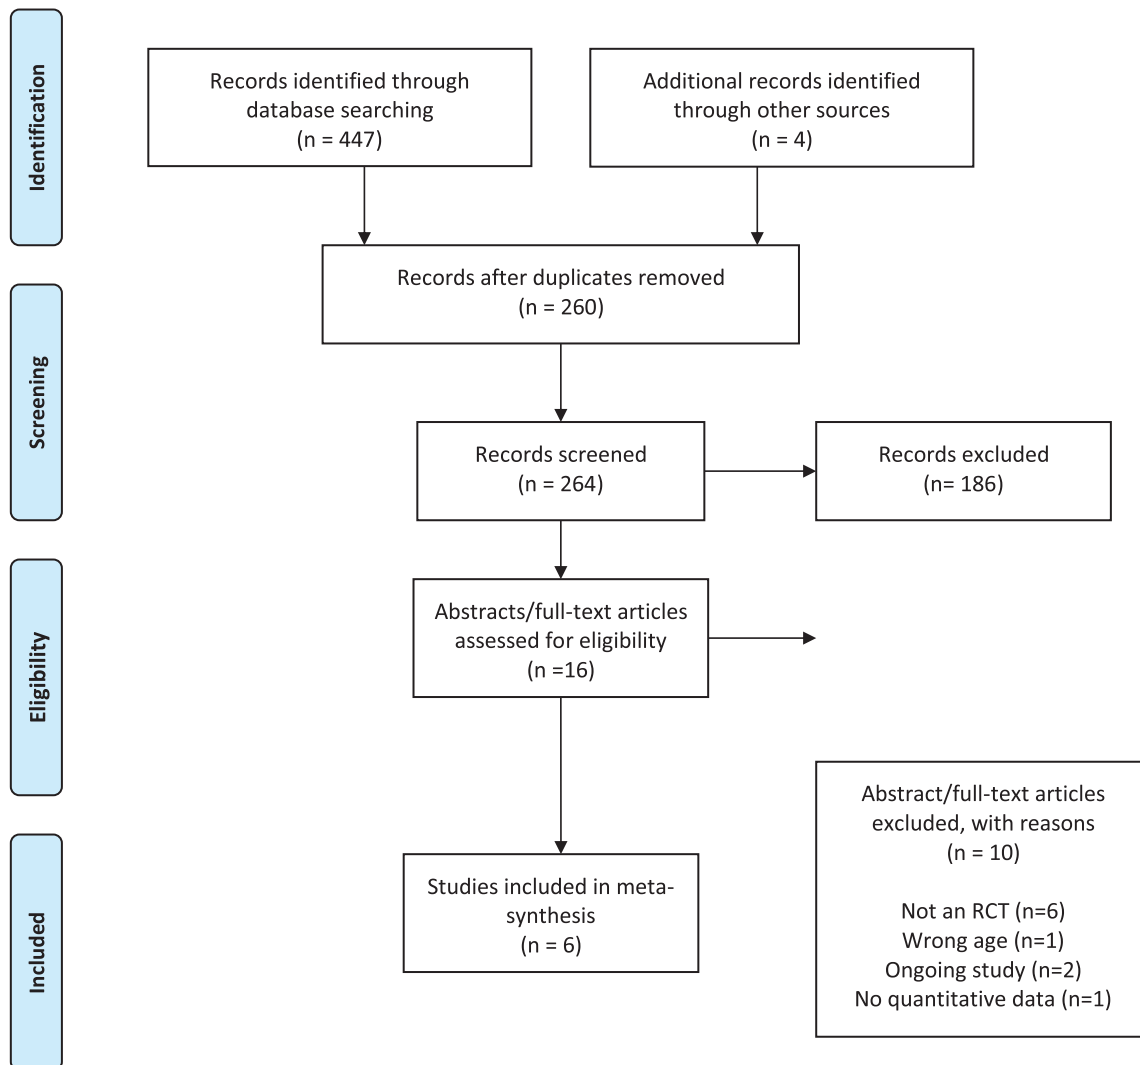 Identification
Records identified through
database searching
(n = 447)
Additional records identified
through other sources
(n = 4)
Records after duplicates removed
(n = 260)
Screening
Records screened
(n = 264)
Records excluded
(n= 186)
Eligibility
Abstracts/full-text articles
assessed for eligibility
(n =16)
Abstract/full-text articles
excluded, with reasons
(n = 10)
Not an RCT (n=6)
Wrong age (n=1)
Ongoing study (n=2)
No quantitative data (n=1)
Included
Studies included in meta-
synthesis
(n = 6)